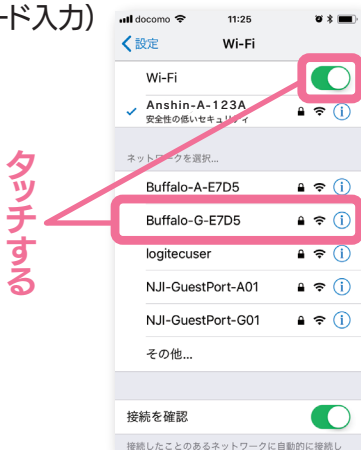 ード入力)
docomo 11:25
設定 Wi-Fi
Wi-Fi
Anshin-A-123A
安全性の低いセキュリティ
ネットワークを選択...
Buffalo-A-E7D5
Buffalo-G-E7D5
logitecuser
NJI-GuestPort-A01
NJI-GuestPort-G01
その他...
接続を確認
接続したことのあるネットワークに自動的に接続し
タッチする